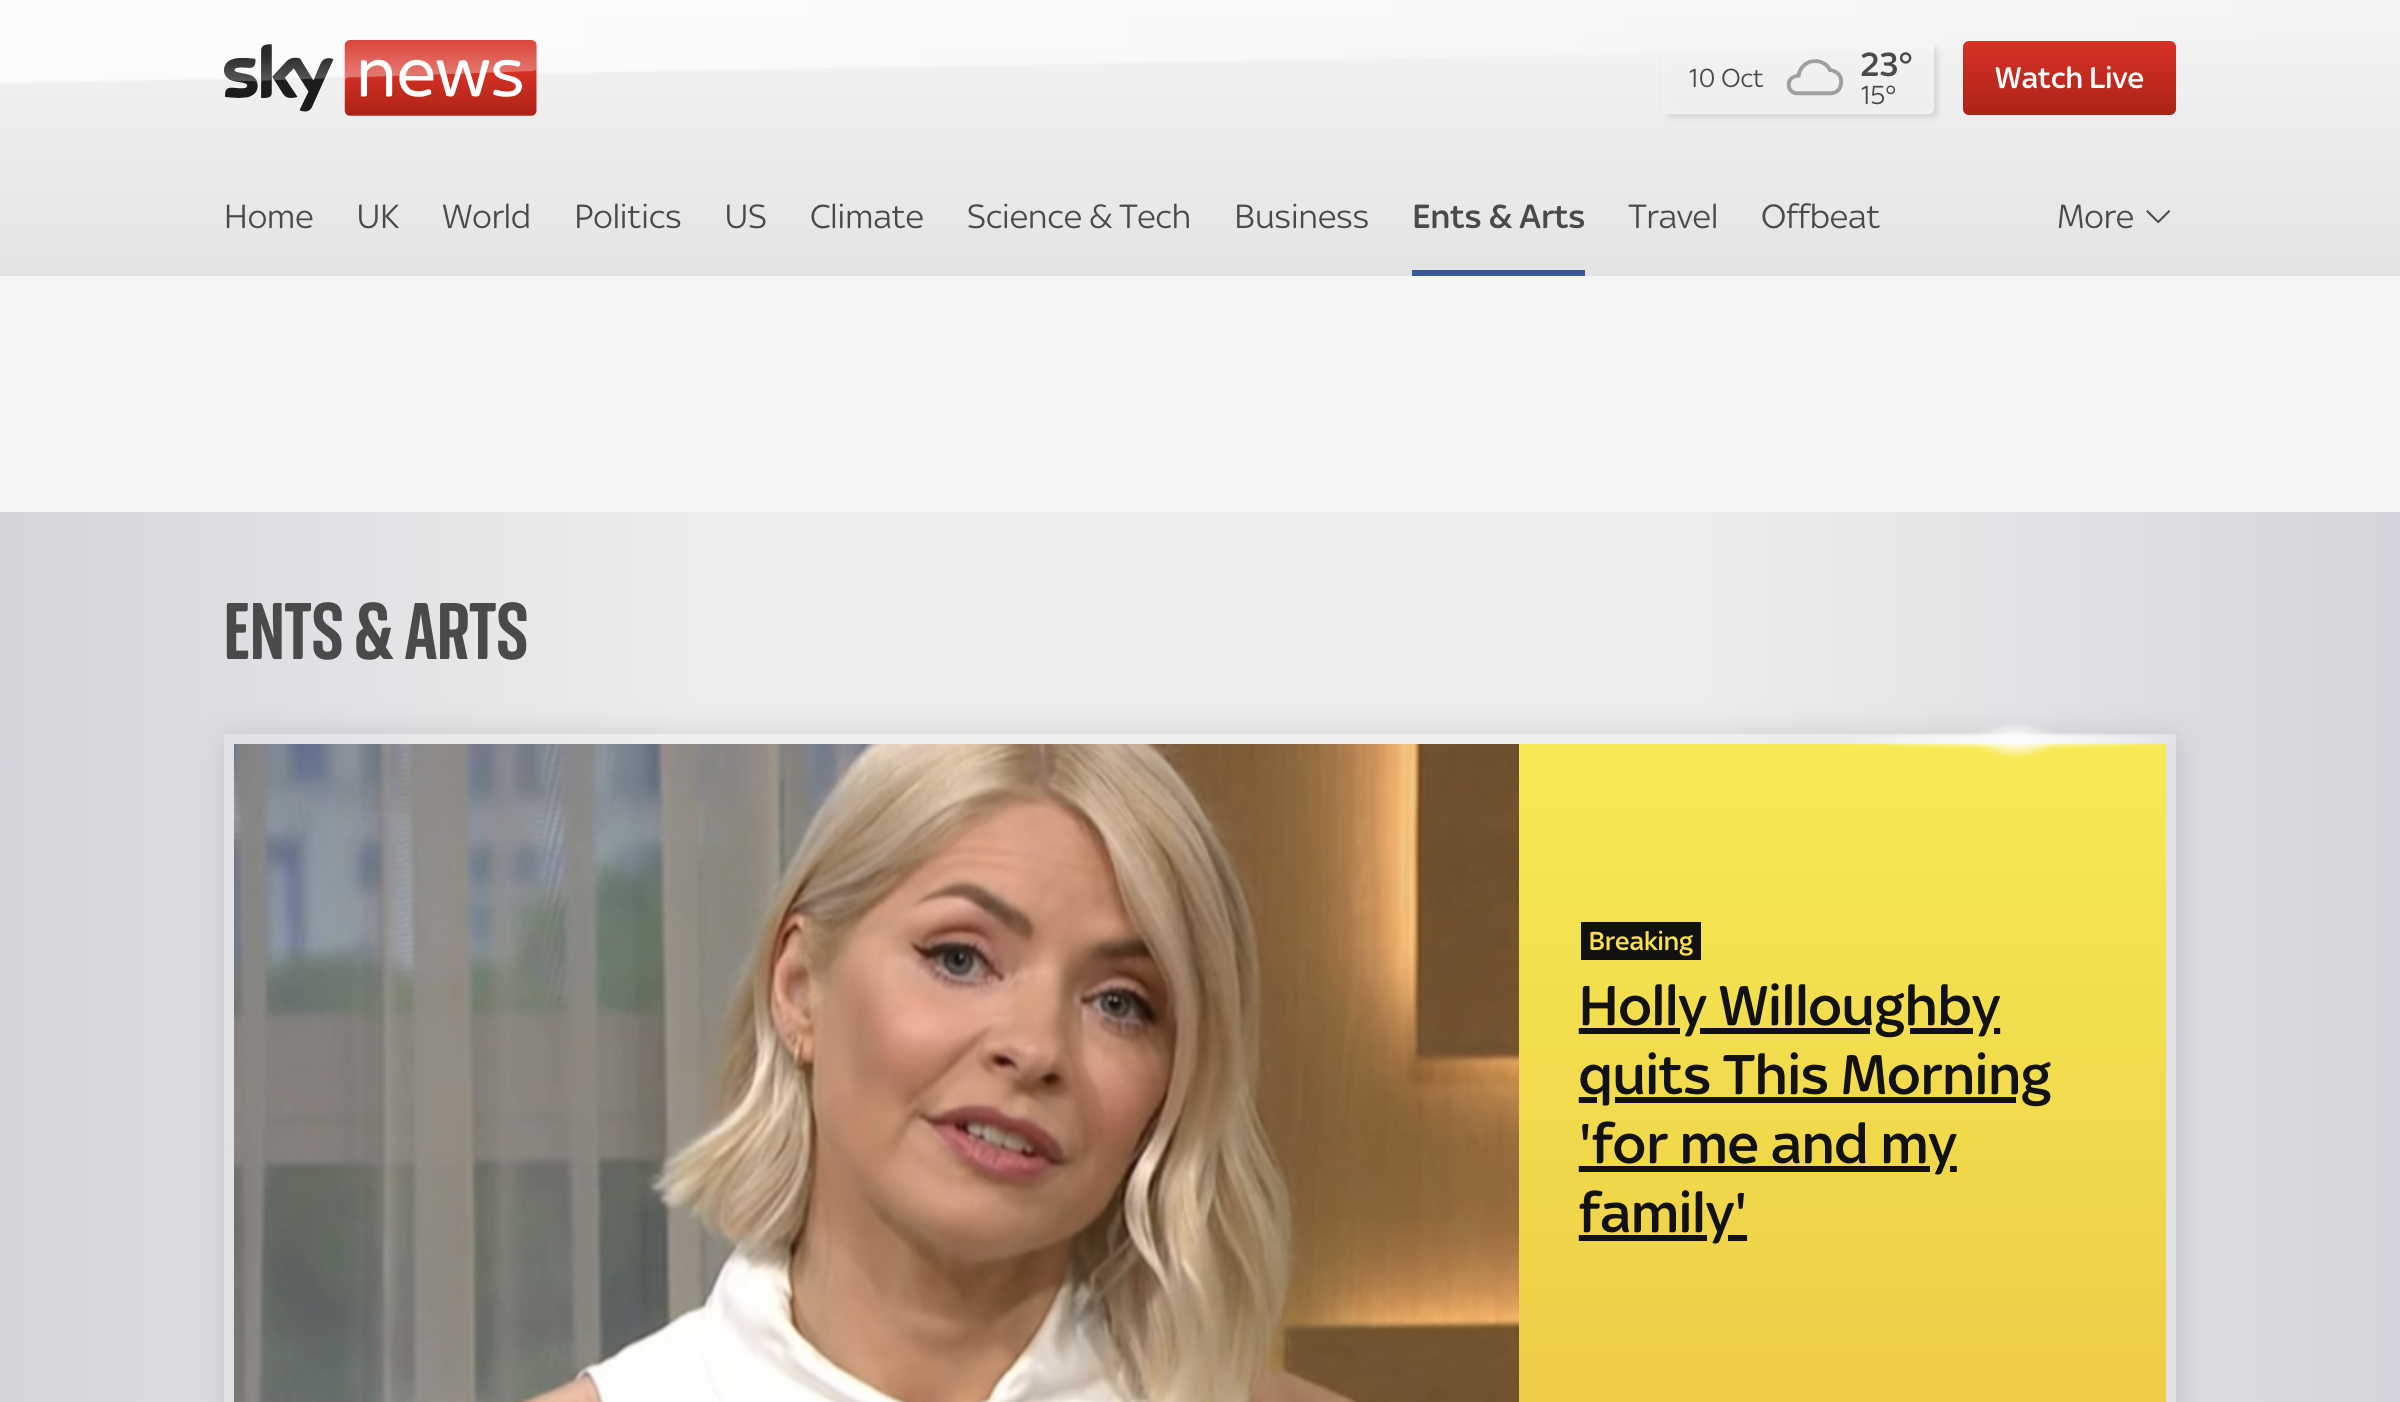 sky news
10 Oct 23° 15° Watch Live
Home UK World Politics US Climate Science & Tech Business Ents & Arts Travel Offbeat More
ENTS & ARTS
Breaking
Holly Willoughby
quits This Morning
'for me and my
family'